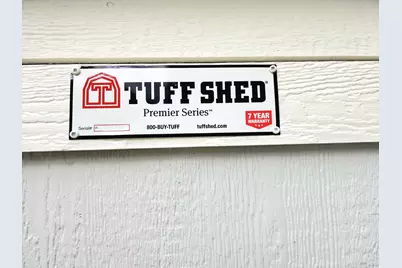 T TUFF SHED®
Premier Series™
7 YEAR
WARRANTY
Serial#
800-BUY-TUFF tuffshed.com